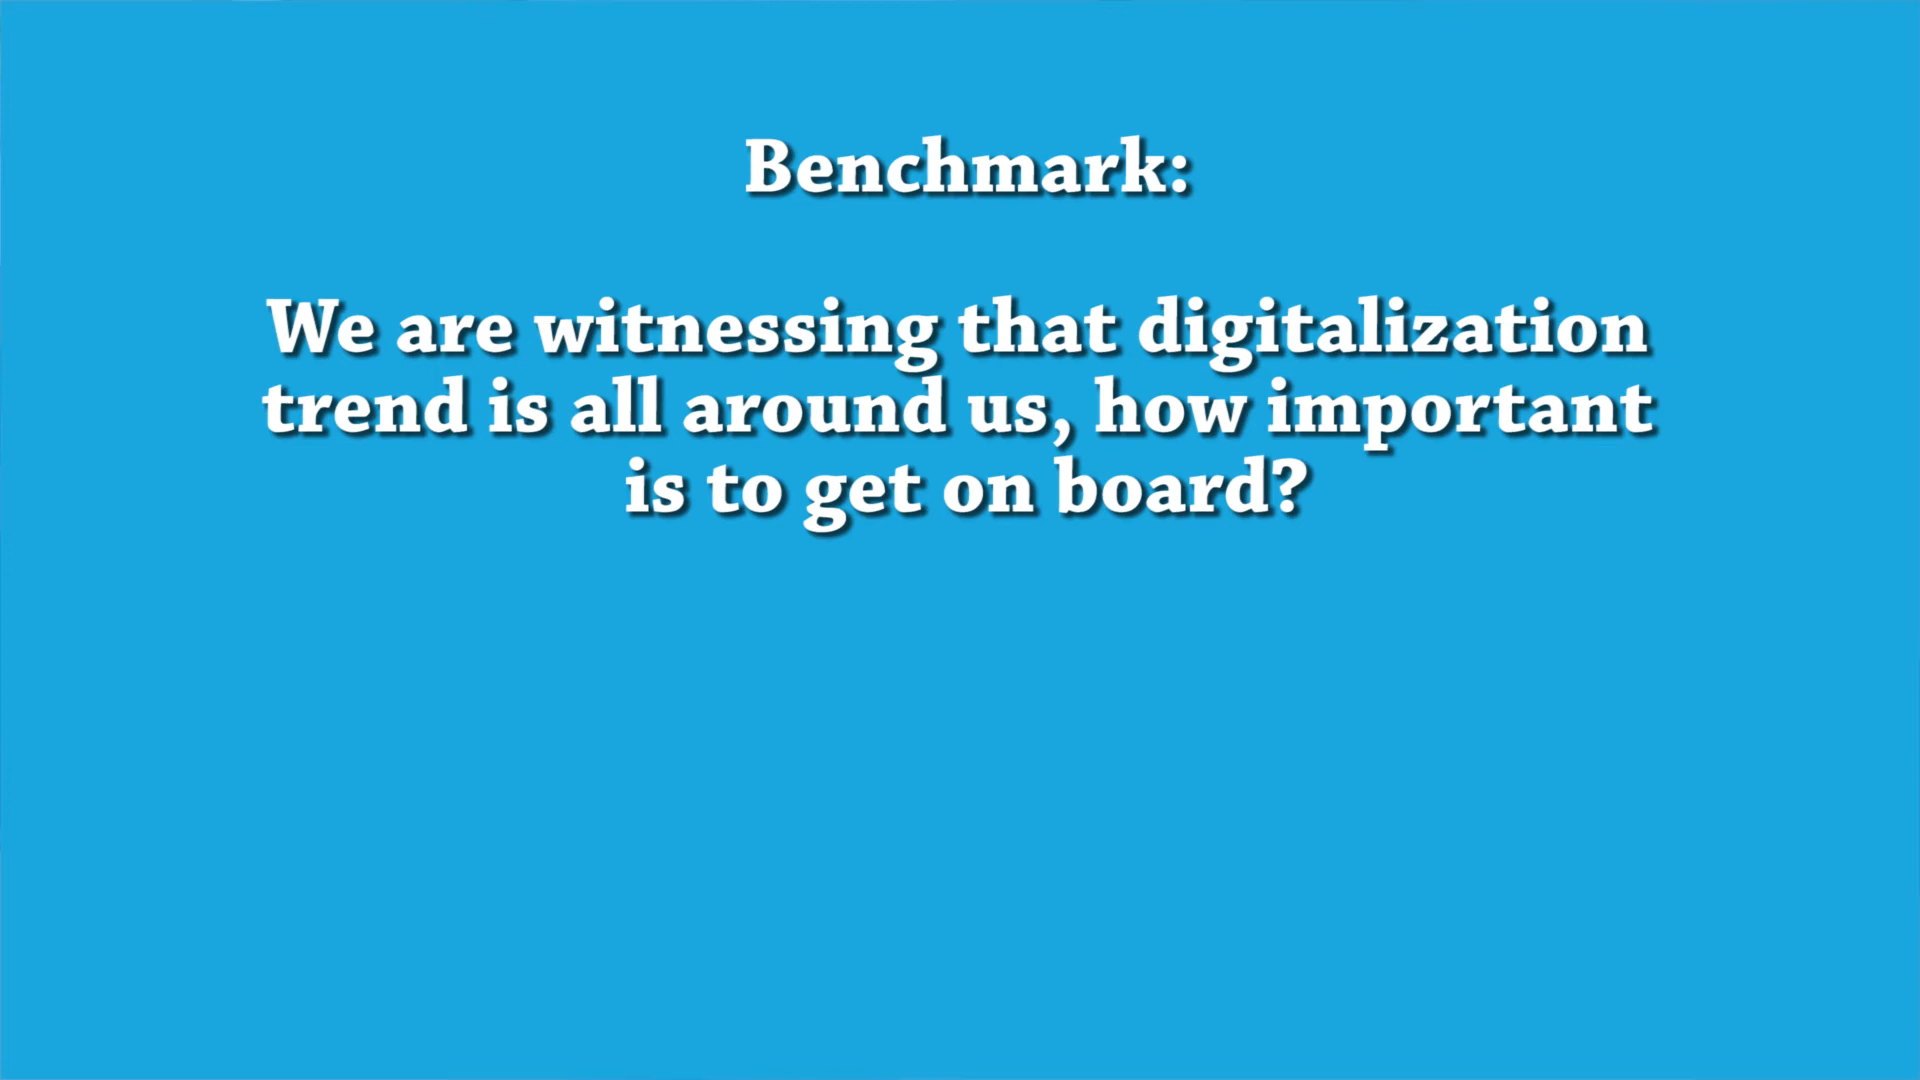 Benchmark:
We are witnessing that digitalization
trend is all around us, how important
is to get on board?